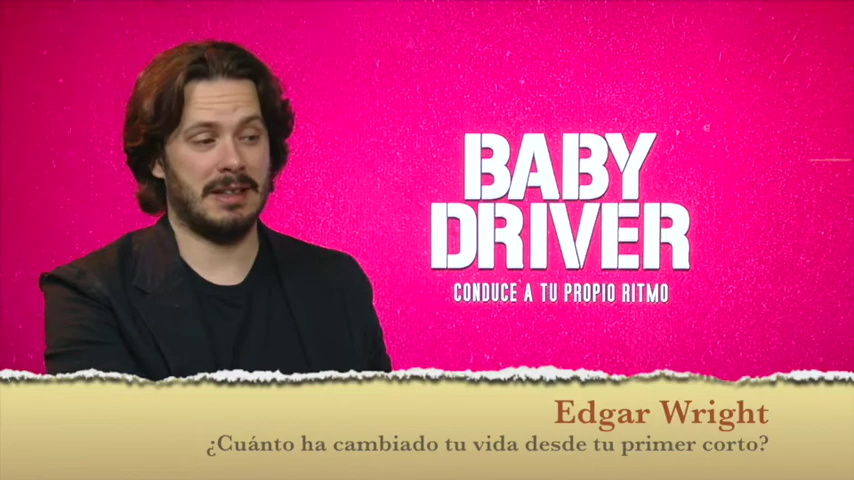 BABY
DRIVER
CONDUCE A TU PROPIO RITMO
Edgar Wright
¿Cuánto ha cambiado tu vida desde tu primer corto?